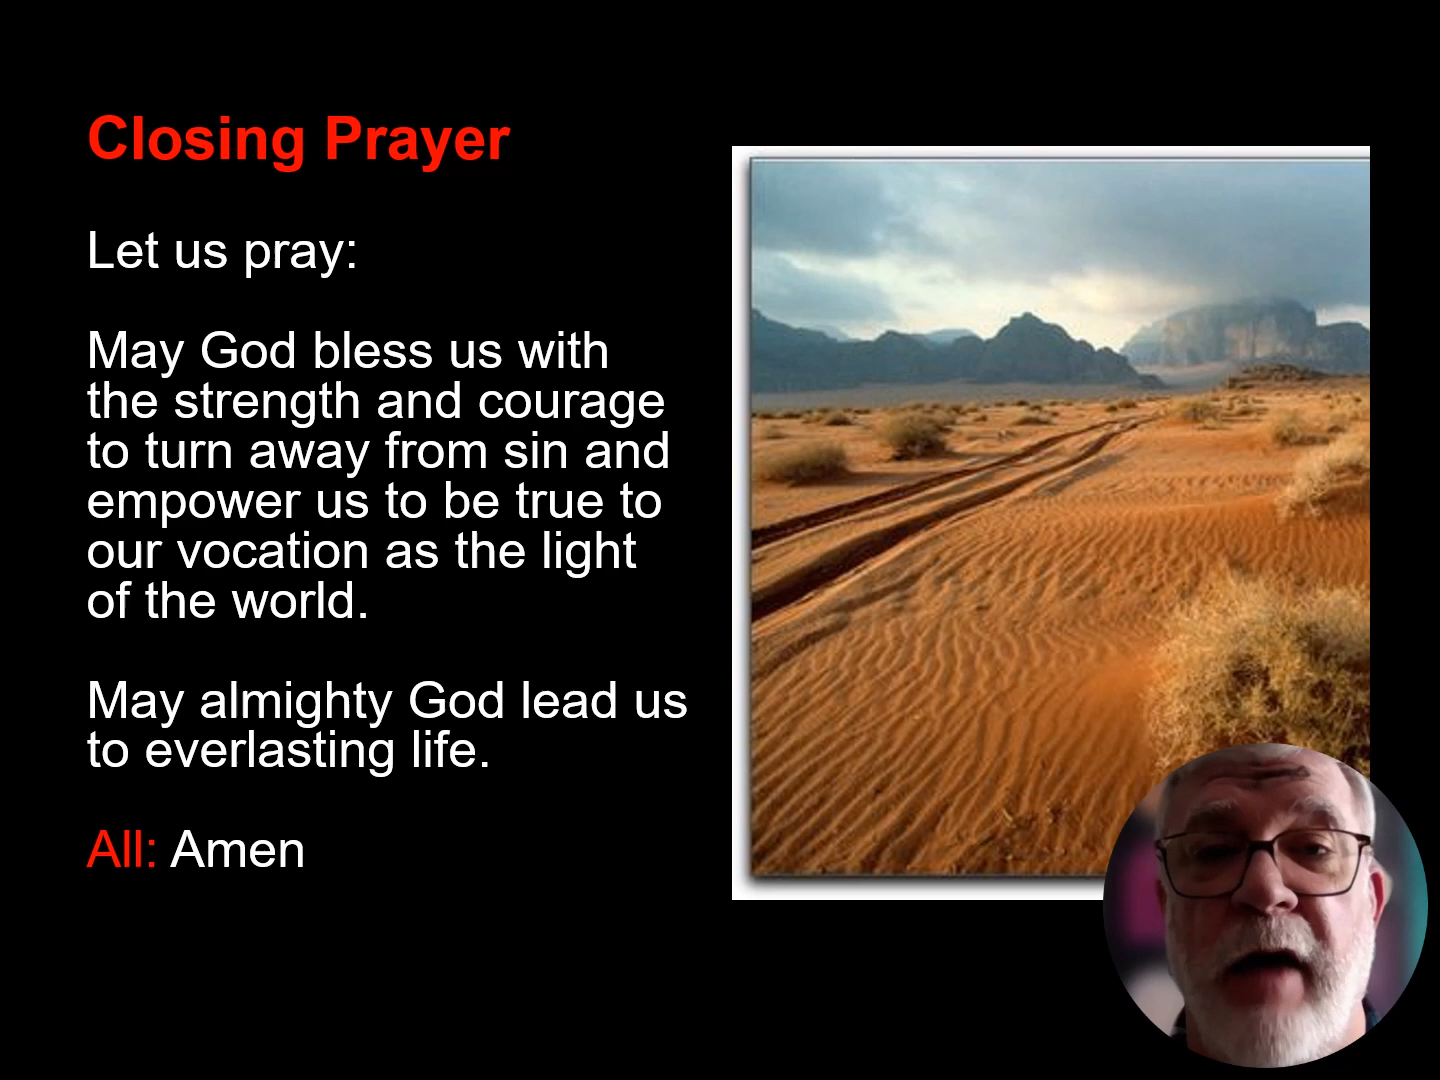 Closing Prayer
Let us pray:
May God bless us with
the strength and courage
to turn away from sin and
empower us to be true to
our vocation as the light
of the world.
May almighty God lead us
to everlasting life.
All: Amen